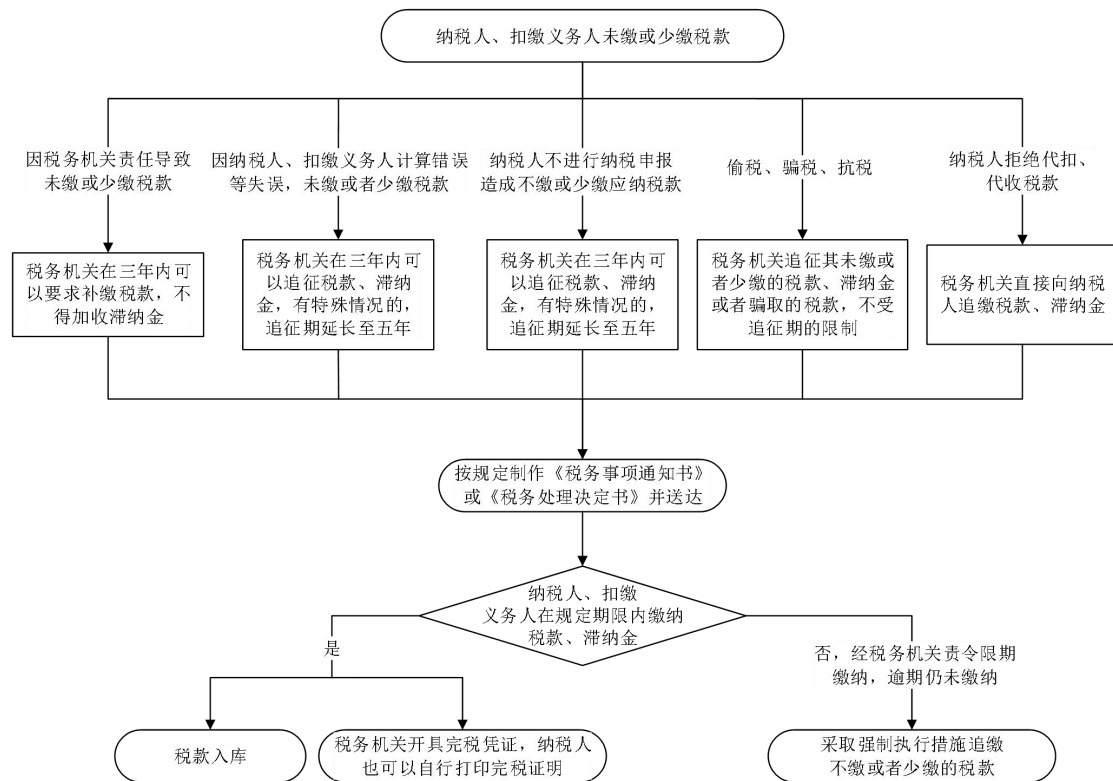 纳税人、扣缴义务人未缴或少缴税款
因税务机关责任导致
未缴或少缴税款
因纳税人、扣缴义务人计算错误
等失误，未缴或者少缴税款
纳税人不进行纳税申报
造成不缴或少缴应纳税款
偷税、骗税、抗税
纳税人拒绝代扣、
代收税款
税务机关在三年内可
以要求补缴税款，不
得加收滞纳金
税务机关在三年内可
以追征税款、滞纳
金，有特殊情况的，
追征期延长至五年
税务机关在三年内可
以追征税款、滞纳
金，有特殊情况的，
追征期延长至五年
税务机关追征其未缴或
者少缴的税款、滞纳金
或者骗取的税款，不受
追征期的限制
税务机关直接向纳税
人追缴税款、滞纳金
按规定制作《税务事项通知书》
或《税务处理决定书》并送达
纳税人、扣缴
义务人在规定期限内缴纳
税款、滞纳金
是
否，经税务机关责令限期
缴纳，逾期仍未缴纳
税款入库
税务机关开具完税凭证，纳税人
也可以自行打印完税证明
采取强制执行措施追缴
不缴或者少缴的税款